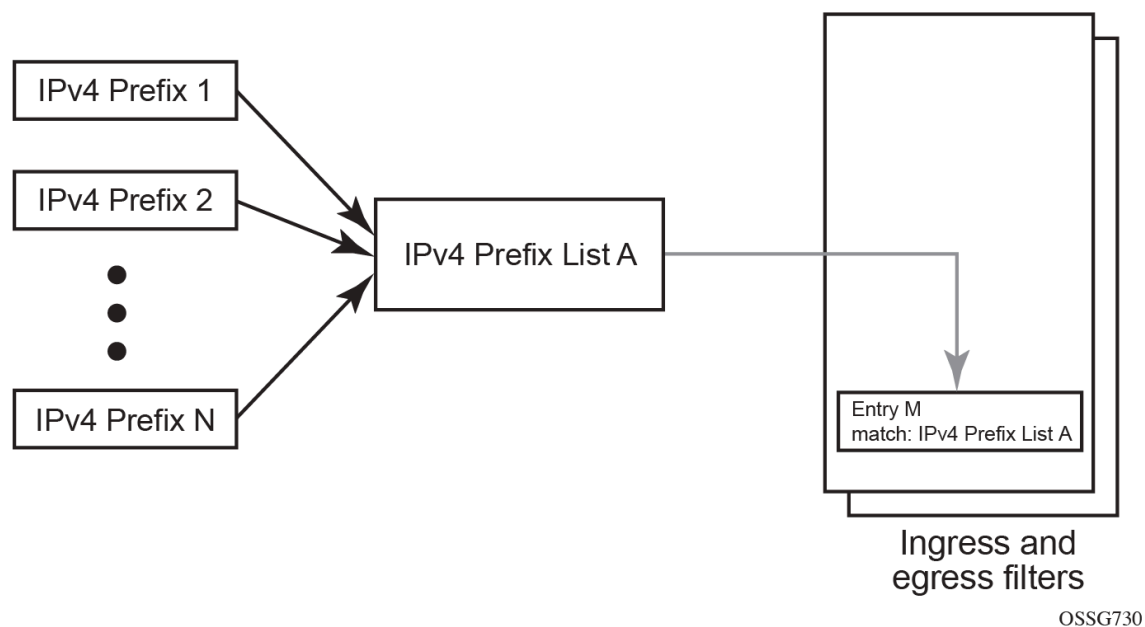 IPv4 Prefix 1
IPv4 Prefix 2
IPv4 Prefix N
IPv4 Prefix List A
Entry M
match: IPv4 Prefix List A
Ingress and
egress filters
OSSG730